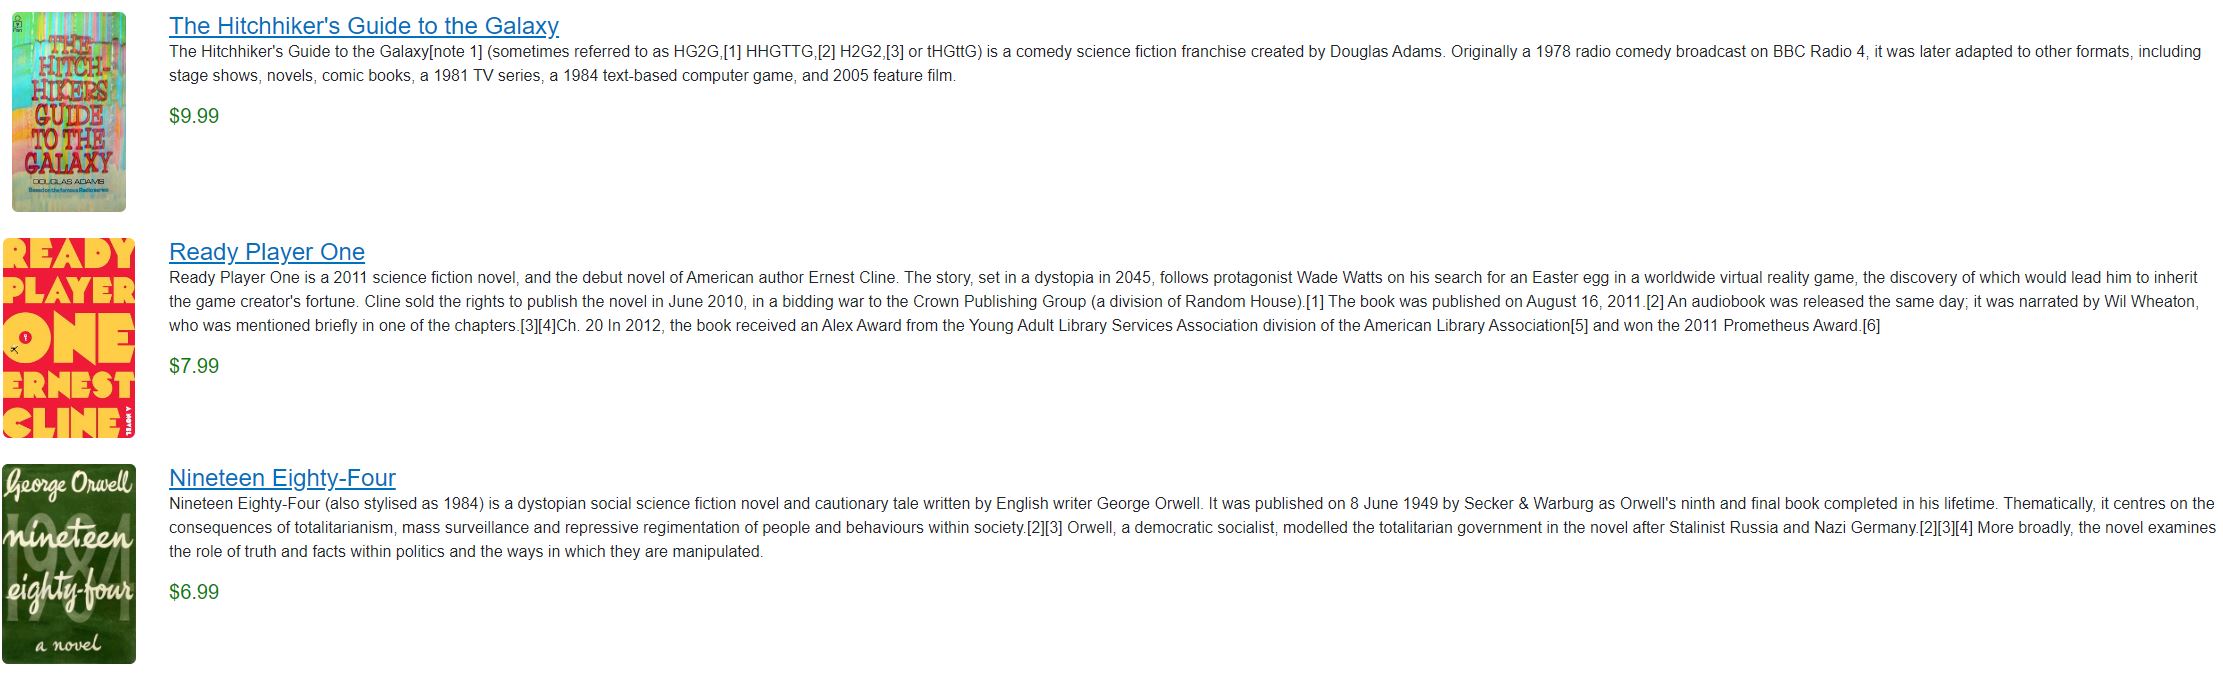 THE
HITCH-
HIKERS
GUIDE
TO THE
GALAXY
DOUGLAS ADAMS
Based on the famous Radio series
The Hitchhiker's Guide to the Galaxy
The Hitchhiker's Guide to the Galaxy[note 1] (sometimes referred to as HG2G,[1] HHGTTG,[2] H2G2,[3] or tHGttG) is a comedy science fiction franchise created by Douglas Adams. Originally a 1978 radio comedy broadcast on BBC Radio 4, it was later adapted to other formats, including
stage shows, novels, comic books, a 1981 TV series, a 1984 text-based computer game, and 2005 feature film.
$9.99
READY
PLAYER
ONE
ERNEST
CLINE
A NOVEL
Ready Player One
Ready Player One is a 2011 science fiction novel, and the debut novel of American author Ernest Cline. The story, set in a dystopia in 2045, follows protagonist Wade Watts on his search for an Easter egg in a worldwide virtual reality game, the discovery of which would lead him to inherit
the game creator's fortune. Cline sold the rights to publish the novel in June 2010, in a bidding war to the Crown Publishing Group (a division of Random House).[1] The book was published on August 16, 2011.[2] An audiobook was released the same day; it was narrated by Wil Wheaton,
who was mentioned briefly in one of the chapters.[3][4]Ch. 20 In 2012, the book received an Alex Award from the Young Adult Library Services Association division of the American Library Association[5] and won the 2011 Prometheus Award.[6]
$7.99
George Orwell
1984
nineteen
eighty-four
a novel
Nineteen Eighty-Four
Nineteen Eighty-Four (also stylised as 1984) is a dystopian social science fiction novel and cautionary tale written by English writer George Orwell. It was published on 8 June 1949 by Secker & Warburg as Orwell's ninth and final book completed in his lifetime. Thematically, it centres on the
consequences of totalitarianism, mass surveillance and repressive regimentation of people and behaviours within society.[2][3] Orwell, a democratic socialist, modelled the totalitarian government in the novel after Stalinist Russia and Nazi Germany.[2][3][4] More broadly, the novel examines
the role of truth and facts within politics and the ways in which they are manipulated.
$6.99